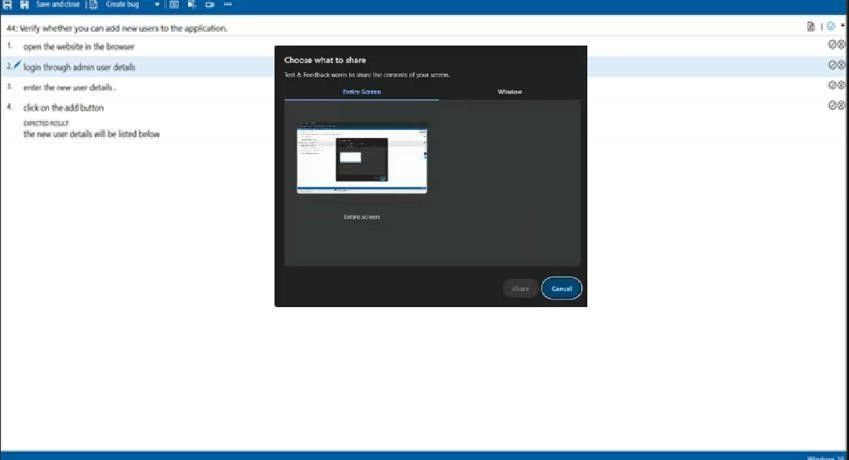 Save and close
Create bug
44: Verify whether you can add new users to the application.
1. open the website in the browser
2. login through admin user details
3. enter the new user details .
4. click on the add button
EXPECTED RESULT
the new user details will be listed below
Choose what to share
Test & Feedback wants to share the contents of your screen.
Entire Screen
Window
Entire screen
Share
Cancel
Windows 10